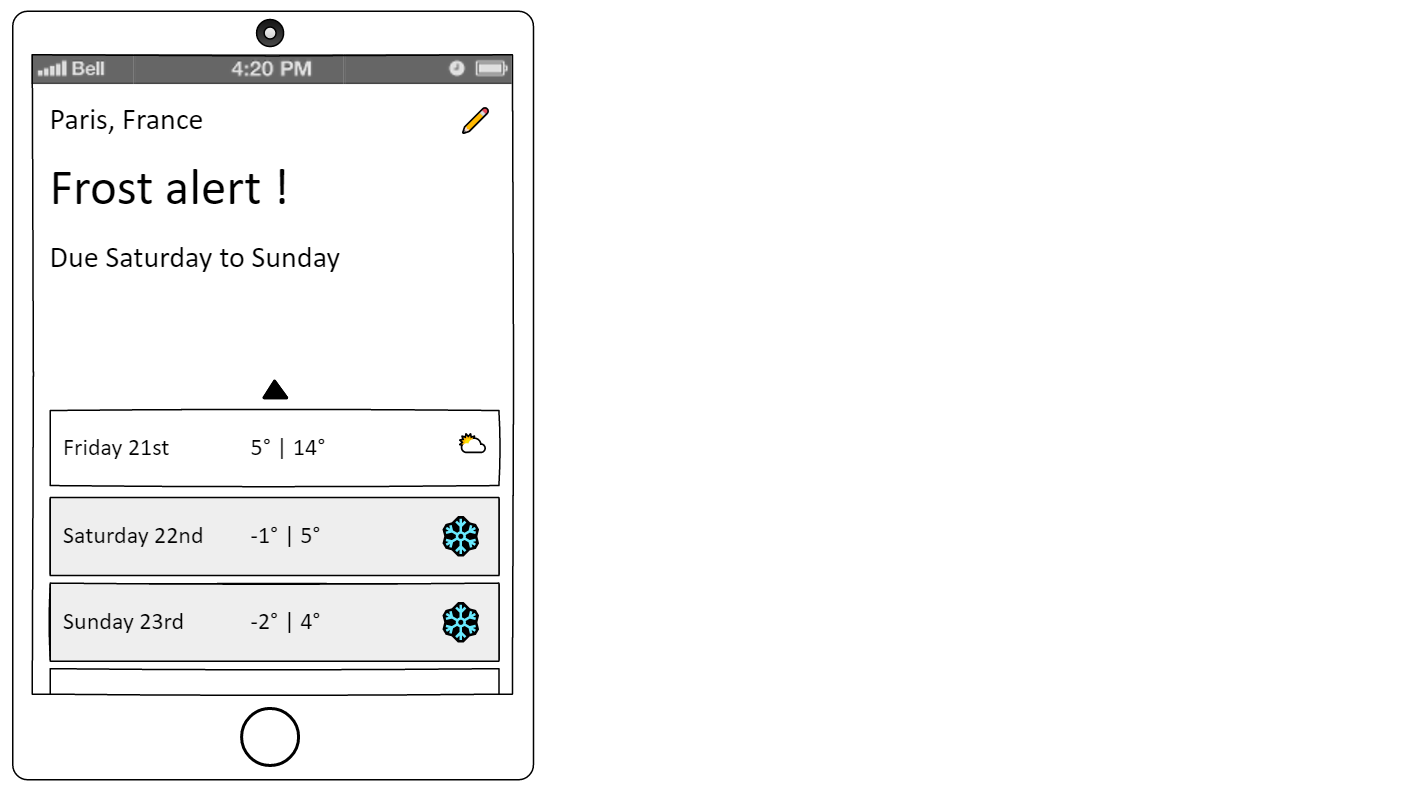 Bell 4:20 PM
Paris, France
Frost alert !
Due Saturday to Sunday
Friday 21st 5° | 14°
Saturday 22nd -1° | 5°
Sunday 23rd -2° | 4°